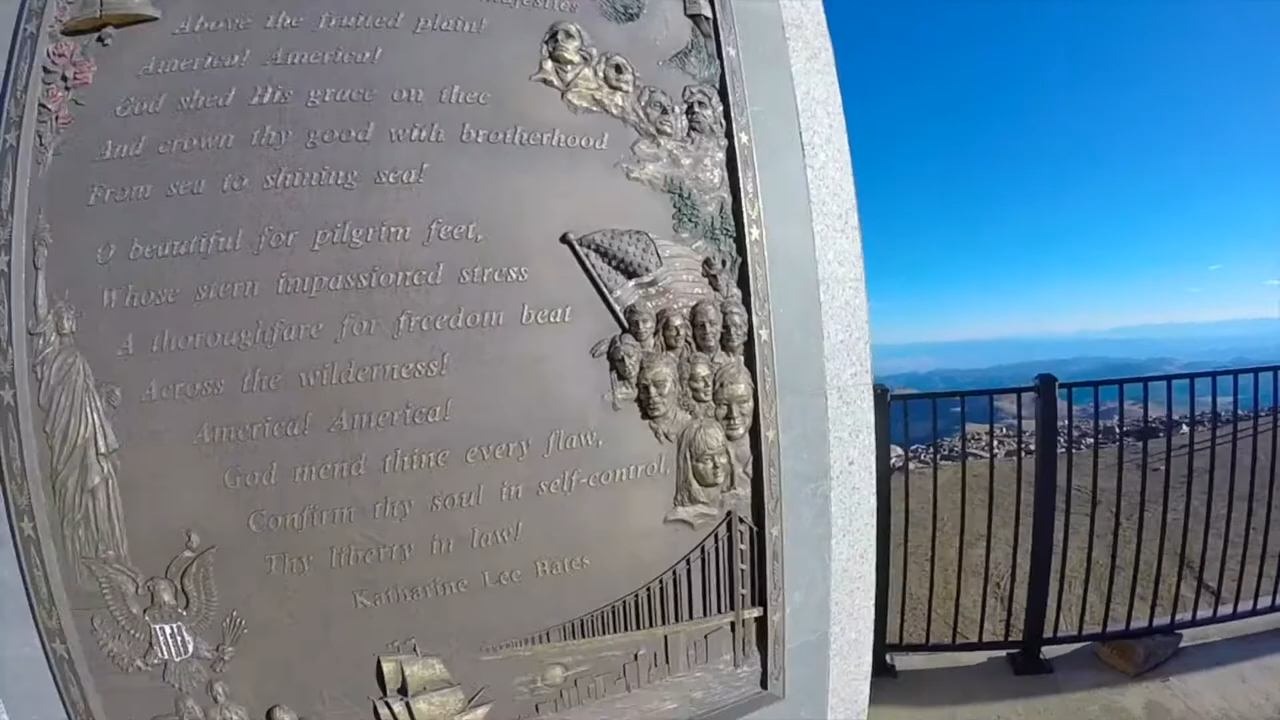 majesties
Above the fruited plain!
America! America!
God shed His grace on thee
And crown thy good with brotherhood
From sea to shining sea!
O beautiful for pilgrim feet,
Whose stern impassioned stress
A thoroughfare for freedom beat
Across the wilderness!
America! America!
God mend thine every flaw,
Confirm thy soul in self-control,
Thy liberty in law!
Katharine Lee Bates